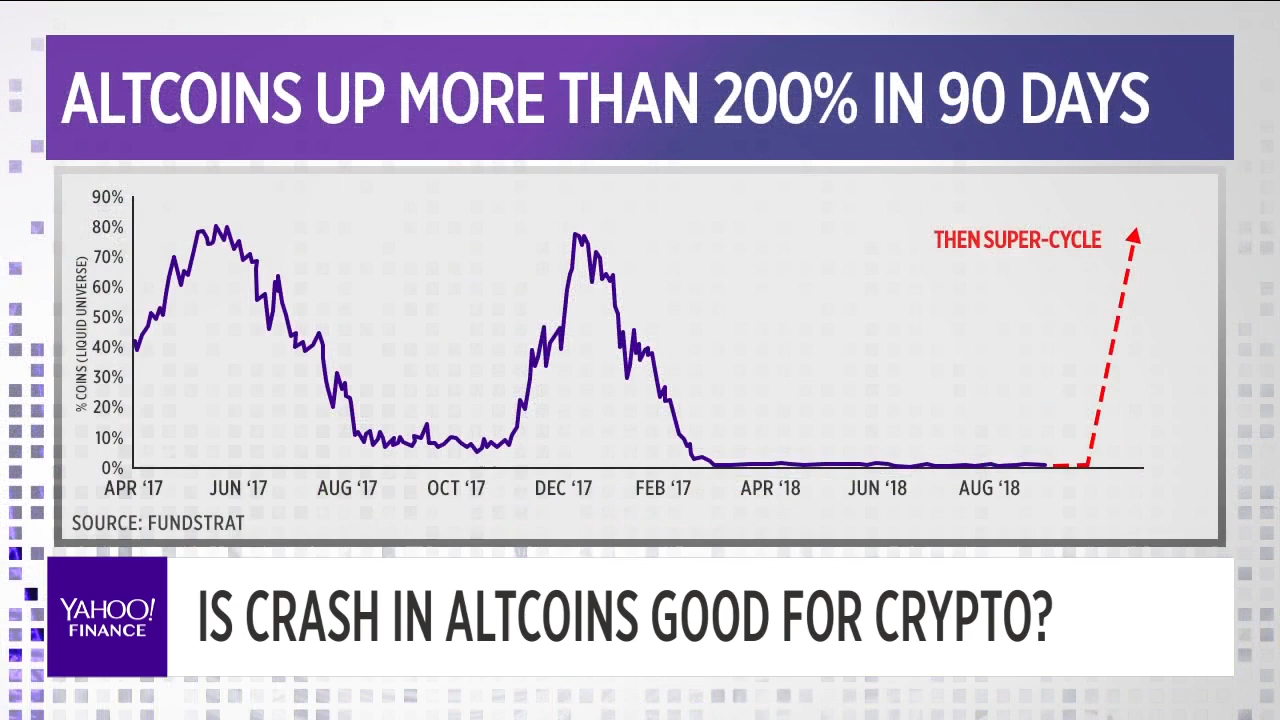 ALTCOINS UP MORE THAN 200% IN 90 DAYS
90%
80%
70%
60%
50%
40%
30%
20%
10%
0%
% COINS (LIQUID UNIVERSE)
THEN SUPER-CYCLE
APR ‘17 JUN ‘17 AUG ‘17 OCT ‘17 DEC ‘17 FEB ‘17 APR ‘18 JUN ‘18 AUG ‘18
SOURCE: FUNDSTRAT
YAHOO!
FINANCE
IS CRASH IN ALTCOINS GOOD FOR CRYPTO?